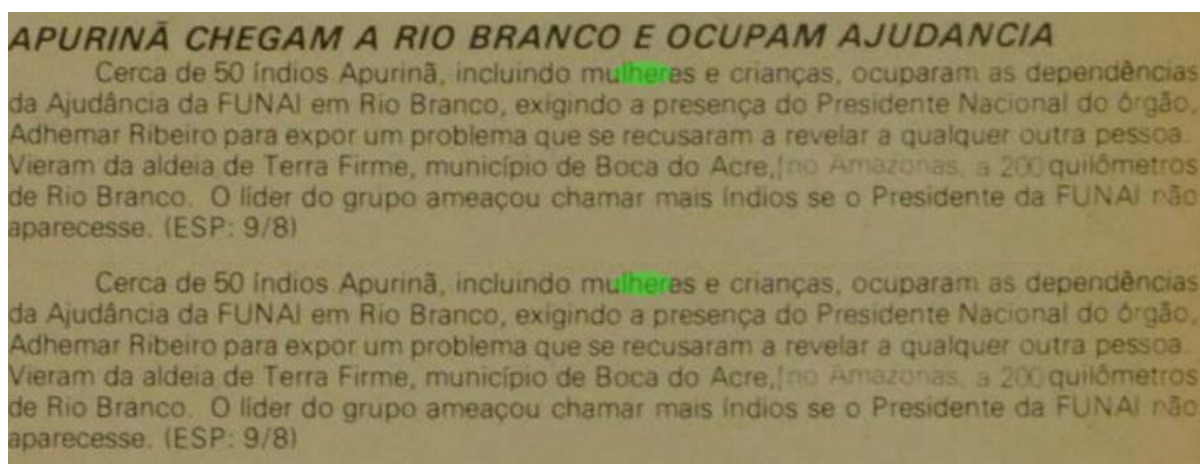 APURINÃ CHEGAM A RIO BRANCO E OCUPAM AJUDANCIA
Cerca de 50 índios Apurinã, incluindo mulheres e crianças, ocuparam as dependências
da Ajudância da FUNAI em Rio Branco, exigindo a presença do Presidente Nacional do órgão,
Adhemar Ribeiro para expor um problema que se recusaram a revelar a qualquer outra pessoa.
Vieram da aldeia de Terra Firme, município de Boca do Acre, no Amazonas, a 200 quilômetros
de Rio Branco. O líder do grupo ameaçou chamar mais índios se o Presidente da FUNAI não
aparecesse. (ESP: 9/8)
Cerca de 50 índios Apurinã, incluindo mulheres e crianças, ocuparam as dependências
da Ajudância da FUNAI em Rio Branco, exigindo a presença do Presidente Nacional do órgão,
Adhemar Ribeiro para expor um problema que se recusaram a revelar a qualquer outra pessoa.
Vieram da aldeia de Terra Firme, município de Boca do Acre, no Amazonas, a 200 quilômetros
de Rio Branco. O líder do grupo ameaçou chamar mais índios se o Presidente da FUNAI não
aparecesse. (ESP: 9/8)